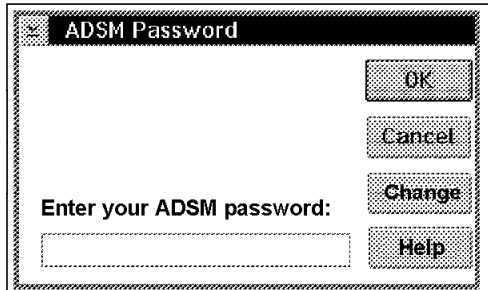 ADSM Password
OK
Cancel
Change
Enter your ADSM password:
Help